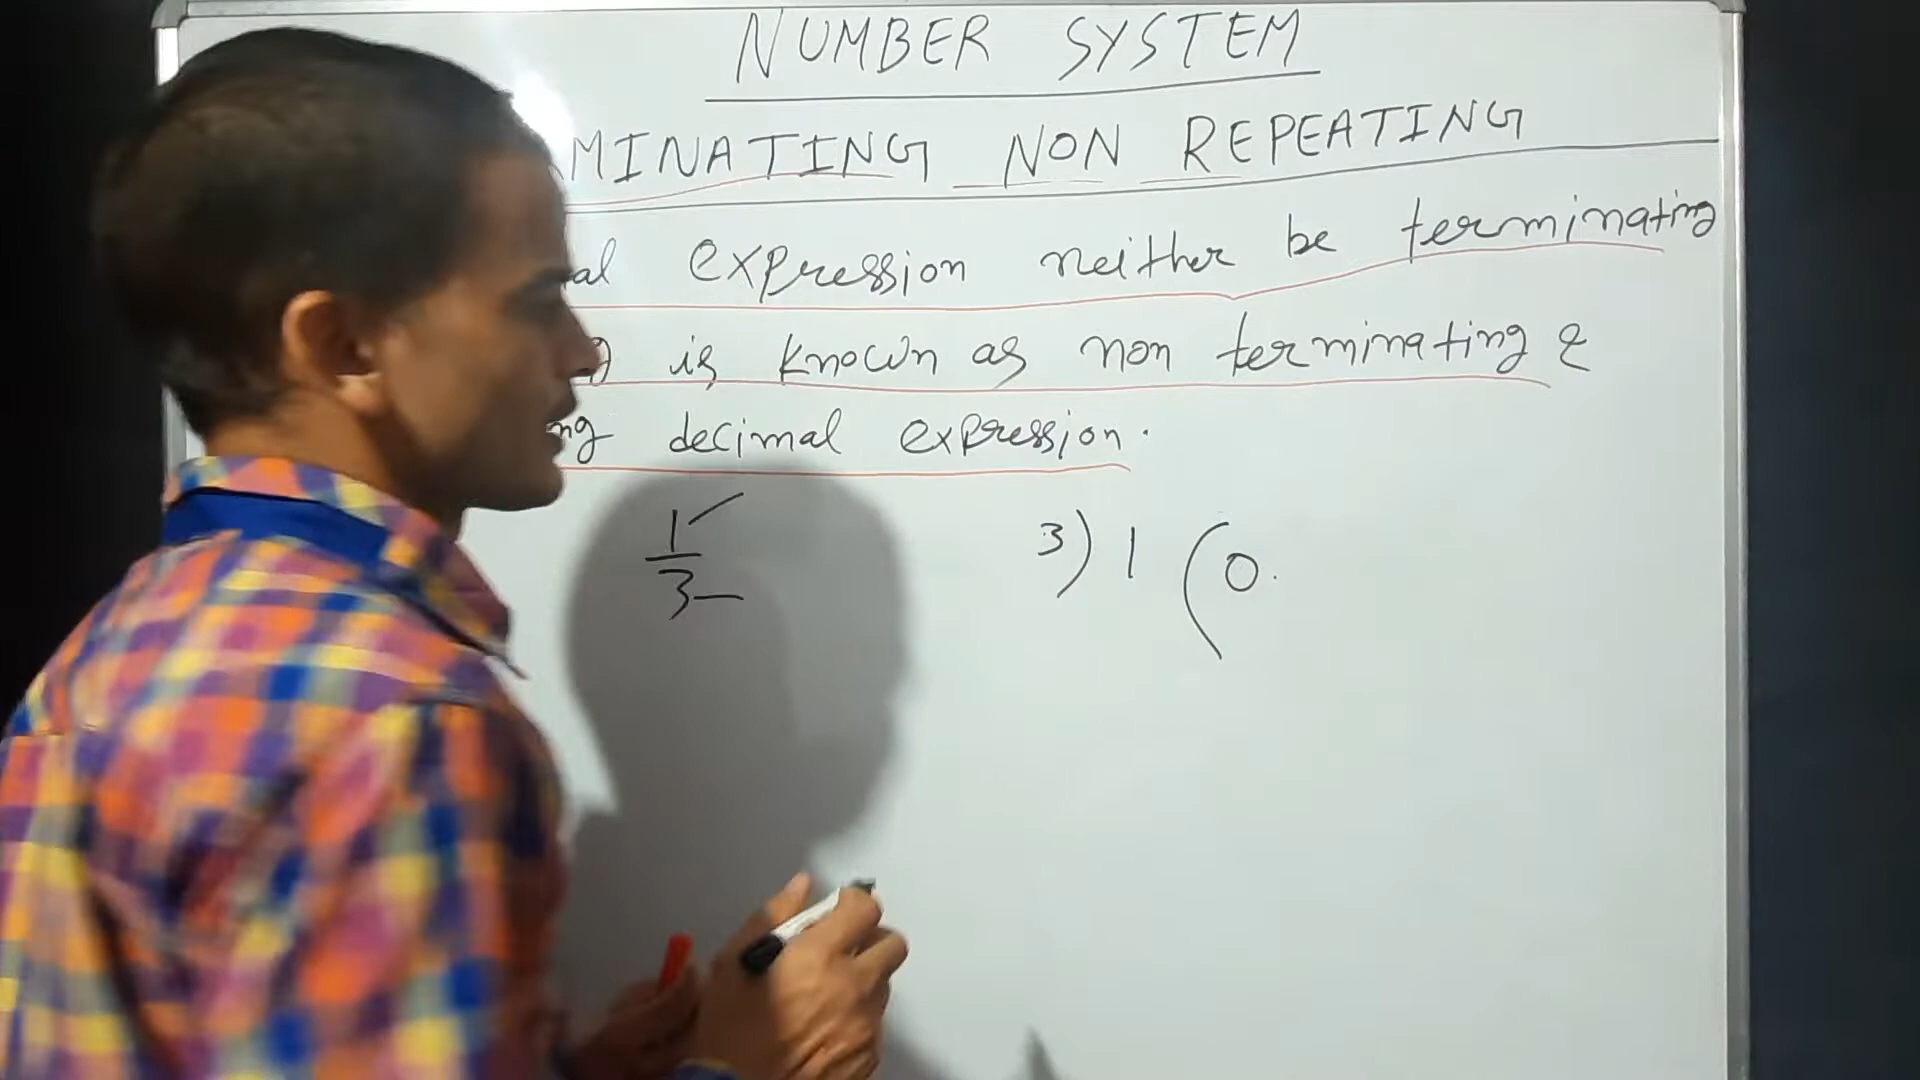 NUMBER SYSTEM
MINATING NON REPEATING
al expression neither be terminating
g is known as non terminating &
ng decimal expression.
1/3
3) 1 (0.